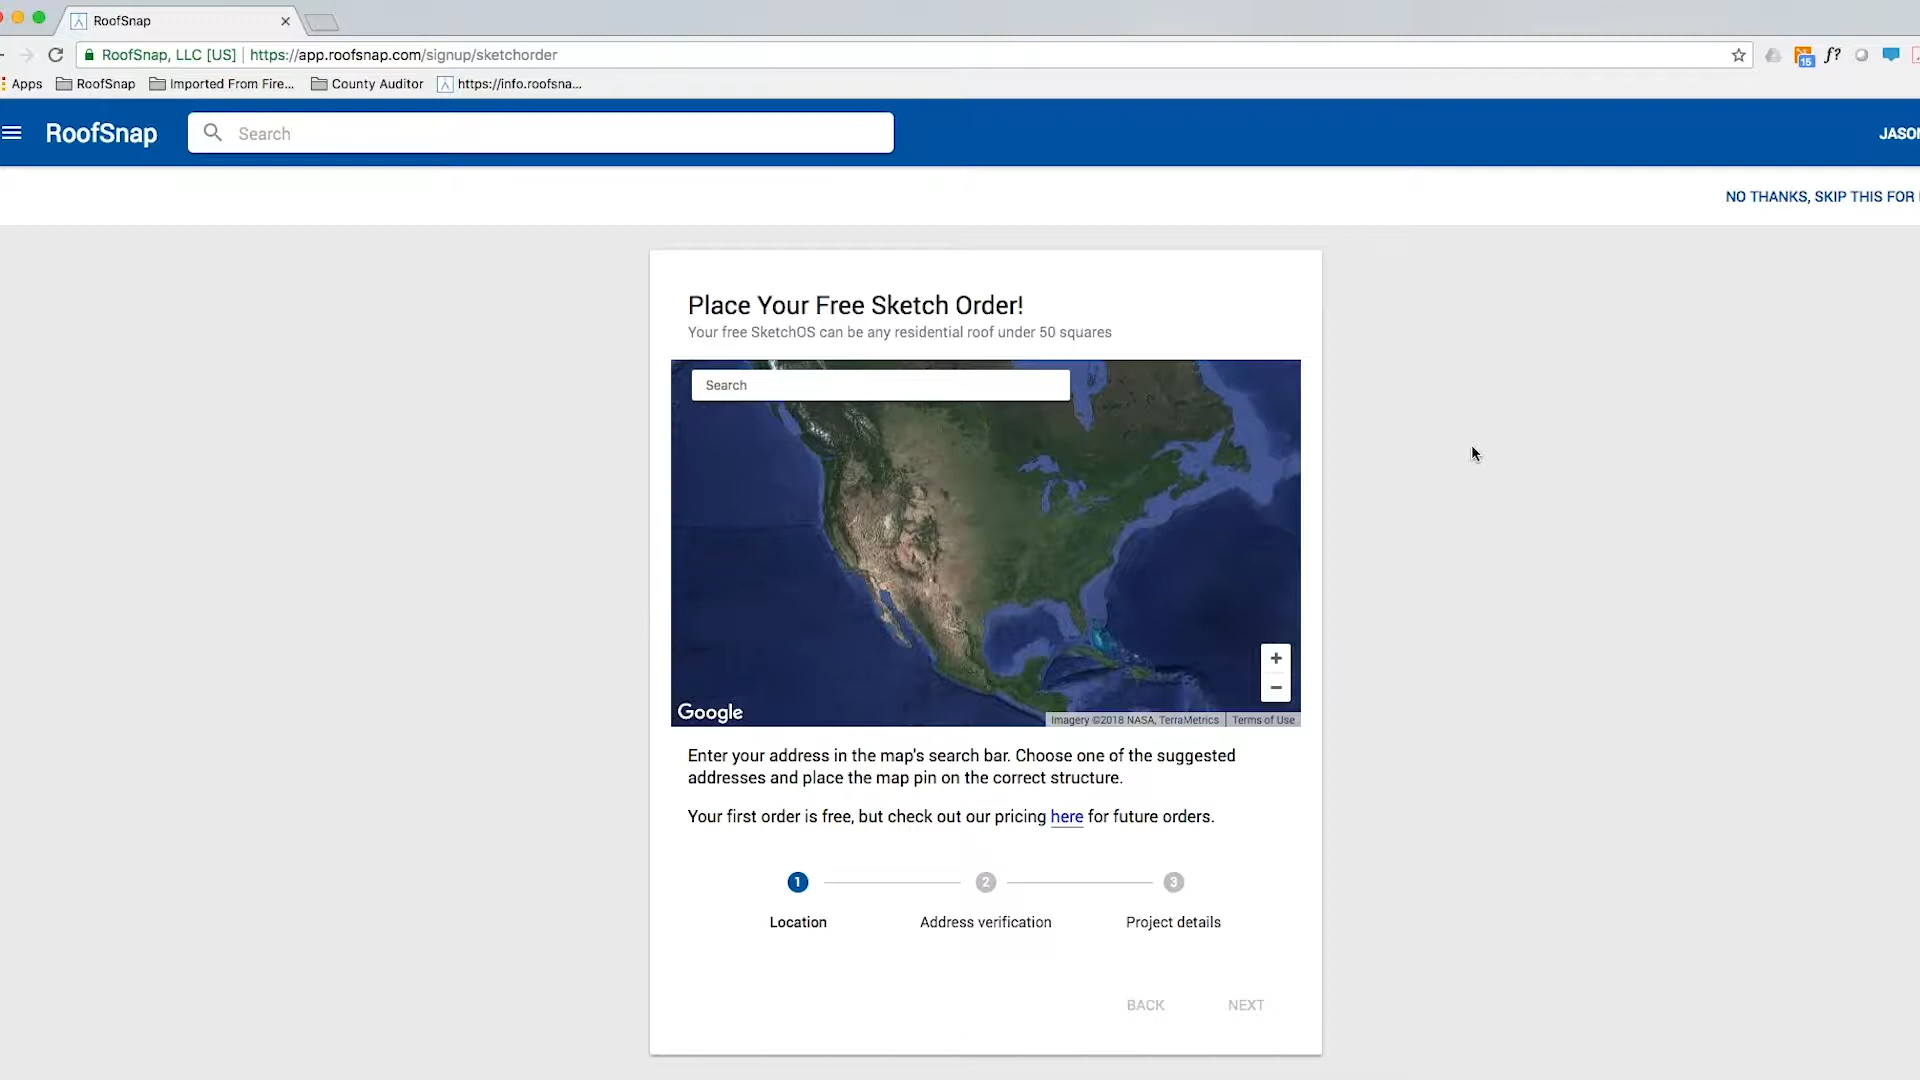 RoofSnap
RoofSnap, LLC [US] https://app.roofsnap.com/signup/sketchorder
15 f?
Apps RoofSnap Imported From Fire... County Auditor https://info.roofsna...
RoofSnap Search JASON
NO THANKS, SKIP THIS FOR
Place Your Free Sketch Order!
Your free SketchOS can be any residential roof under 50 squares
Search
+
−
Google
Imagery ©2018 NASA, TerraMetrics Terms of Use
Enter your address in the map's search bar. Choose one of the suggested
addresses and place the map pin on the correct structure.
Your first order is free, but check out our pricing here for future orders.
1 2 3
Location Address verification Project details
BACK NEXT